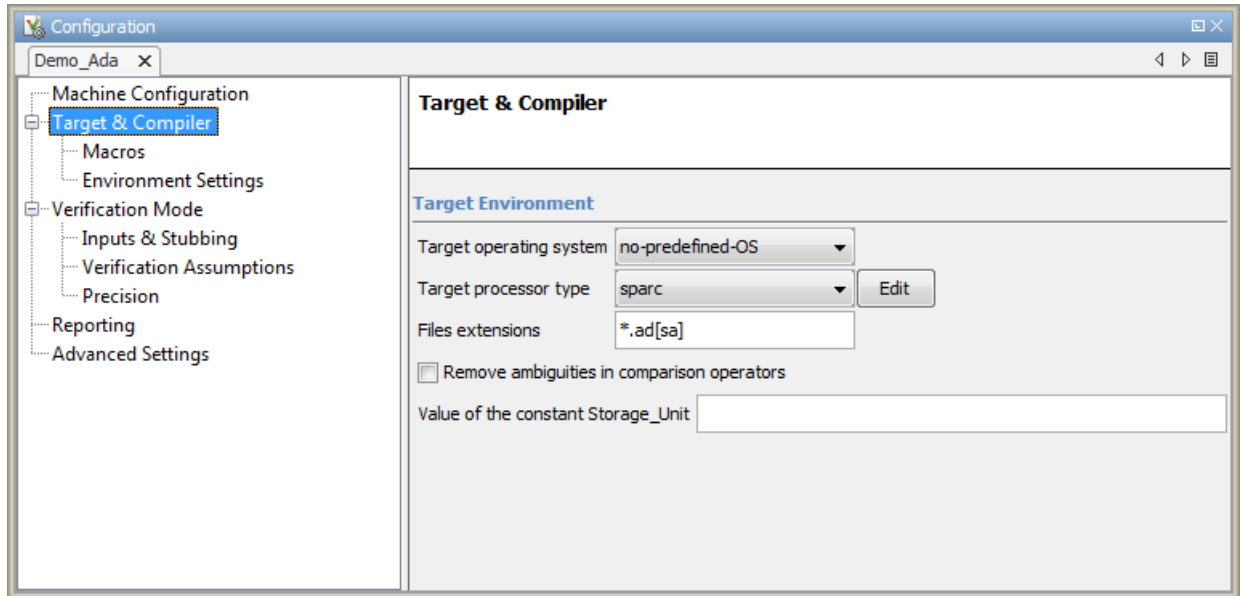 Configuration
Demo_Ada
Machine Configuration
Target & Compiler
Macros
Environment Settings
Verification Mode
Inputs & Stubbing
Verification Assumptions
Precision
Reporting
Advanced Settings
Target & Compiler
Target Environment
Target operating system no-predefined-OS
Target processor type sparc Edit
Files extensions *.ad[sa]
Remove ambiguities in comparison operators
Value of the constant Storage_Unit